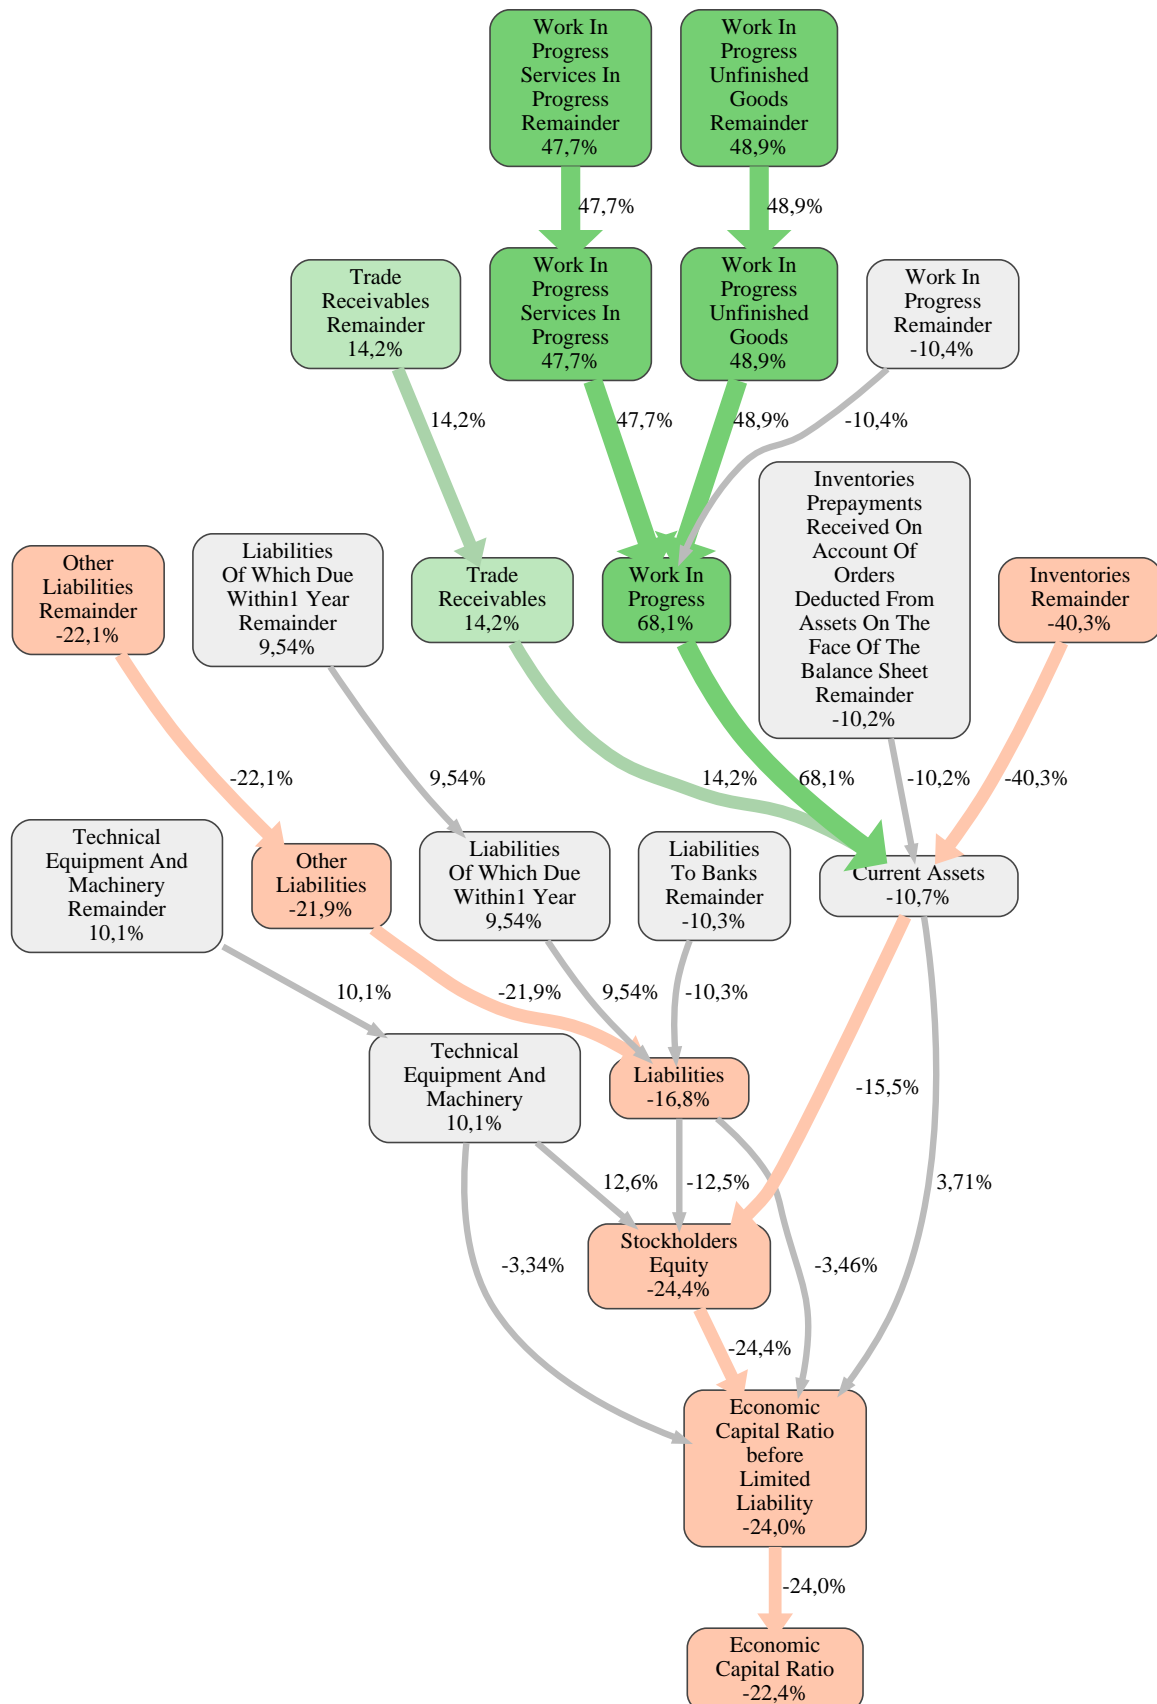 Work In
Progress
Services In
Progress
Remainder
47,7%
Work In
Progress
Unfinished
Goods
Remainder
48,9%
47,7%
48,9%
Trade
Receivables
Remainder
14,2%
Work In
Progress
Services In
Progress
47,7%
Work In
Progress
Unfinished
Goods
48,9%
Work In
Progress
Remainder
-10,4%
14,2%
47,7%
48,9%
-10,4%
Other
Liabilities
Remainder
-22,1%
Liabilities
Of Which Due
Within1 Year
Remainder
9,54%
Trade
Receivables
14,2%
Work In
Progress
68,1%
Inventories
Prepayments
Received On
Account Of
Orders
Deducted From
Assets On The
Face Of The
Balance Sheet
Remainder
-10,2%
Inventories
Remainder
-40,3%
-22,1%
9,54%
14,2%
68,1%
-10,2%
-40,3%
Technical
Equipment And
Machinery
Remainder
10,1%
Other
Liabilities
-21,9%
Liabilities
Of Which Due
Within1 Year
9,54%
Liabilities
To Banks
Remainder
-10,3%
Current Assets
-10,7%
10,1%
-21,9%
9,54%
-10,3%
Technical
Equipment And
Machinery
10,1%
Liabilities
-16,8%
-15,5%
12,6%
-12,5%
3,71%
Stockholders
Equity
-24,4%
-3,34%
-3,46%
-24,4%
Economic
Capital Ratio
before
Limited
Liability
-24,0%
-24,0%
Economic
Capital Ratio
-22,4%